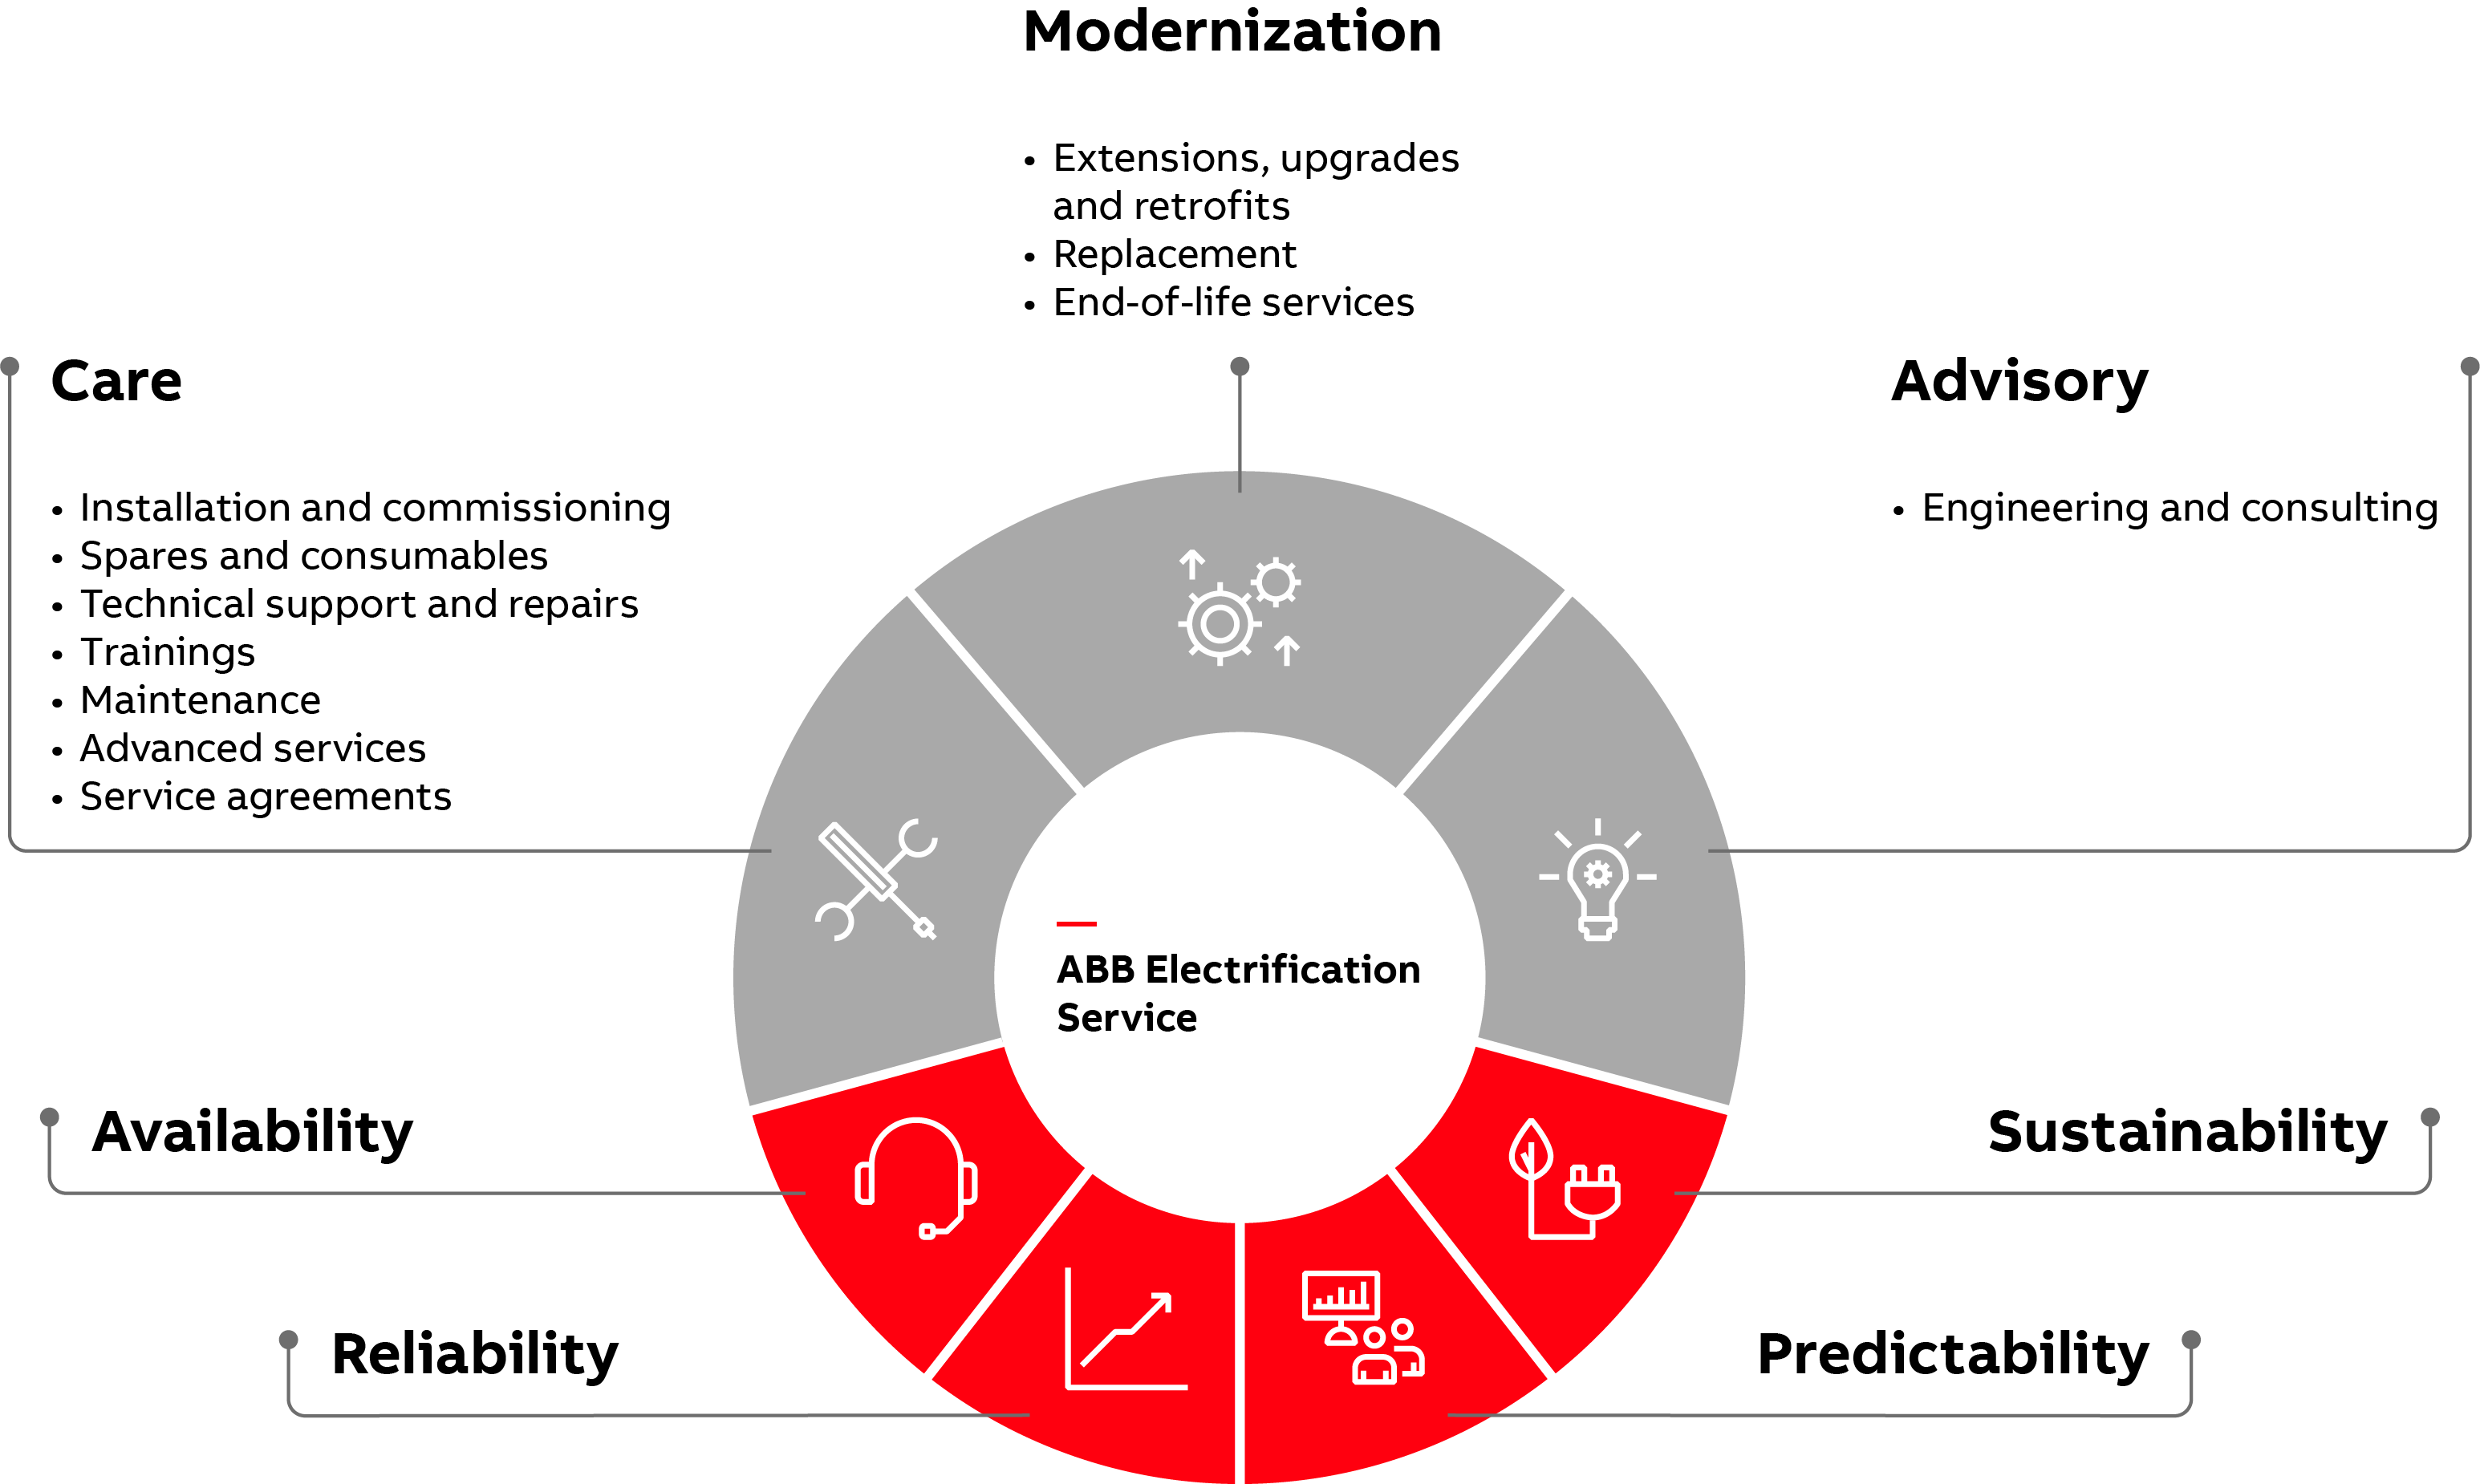 Modernization
• Extensions, upgrades
and retrofits
• Replacement
• End-of-life services
Care
• Installation and commissioning
• Spares and consumables
• Technical support and repairs
• Trainings
• Maintenance
• Advanced services
• Service agreements
Advisory
• Engineering and consulting
ABB Electrification
Service
Availability
Sustainability
Reliability
Predictability